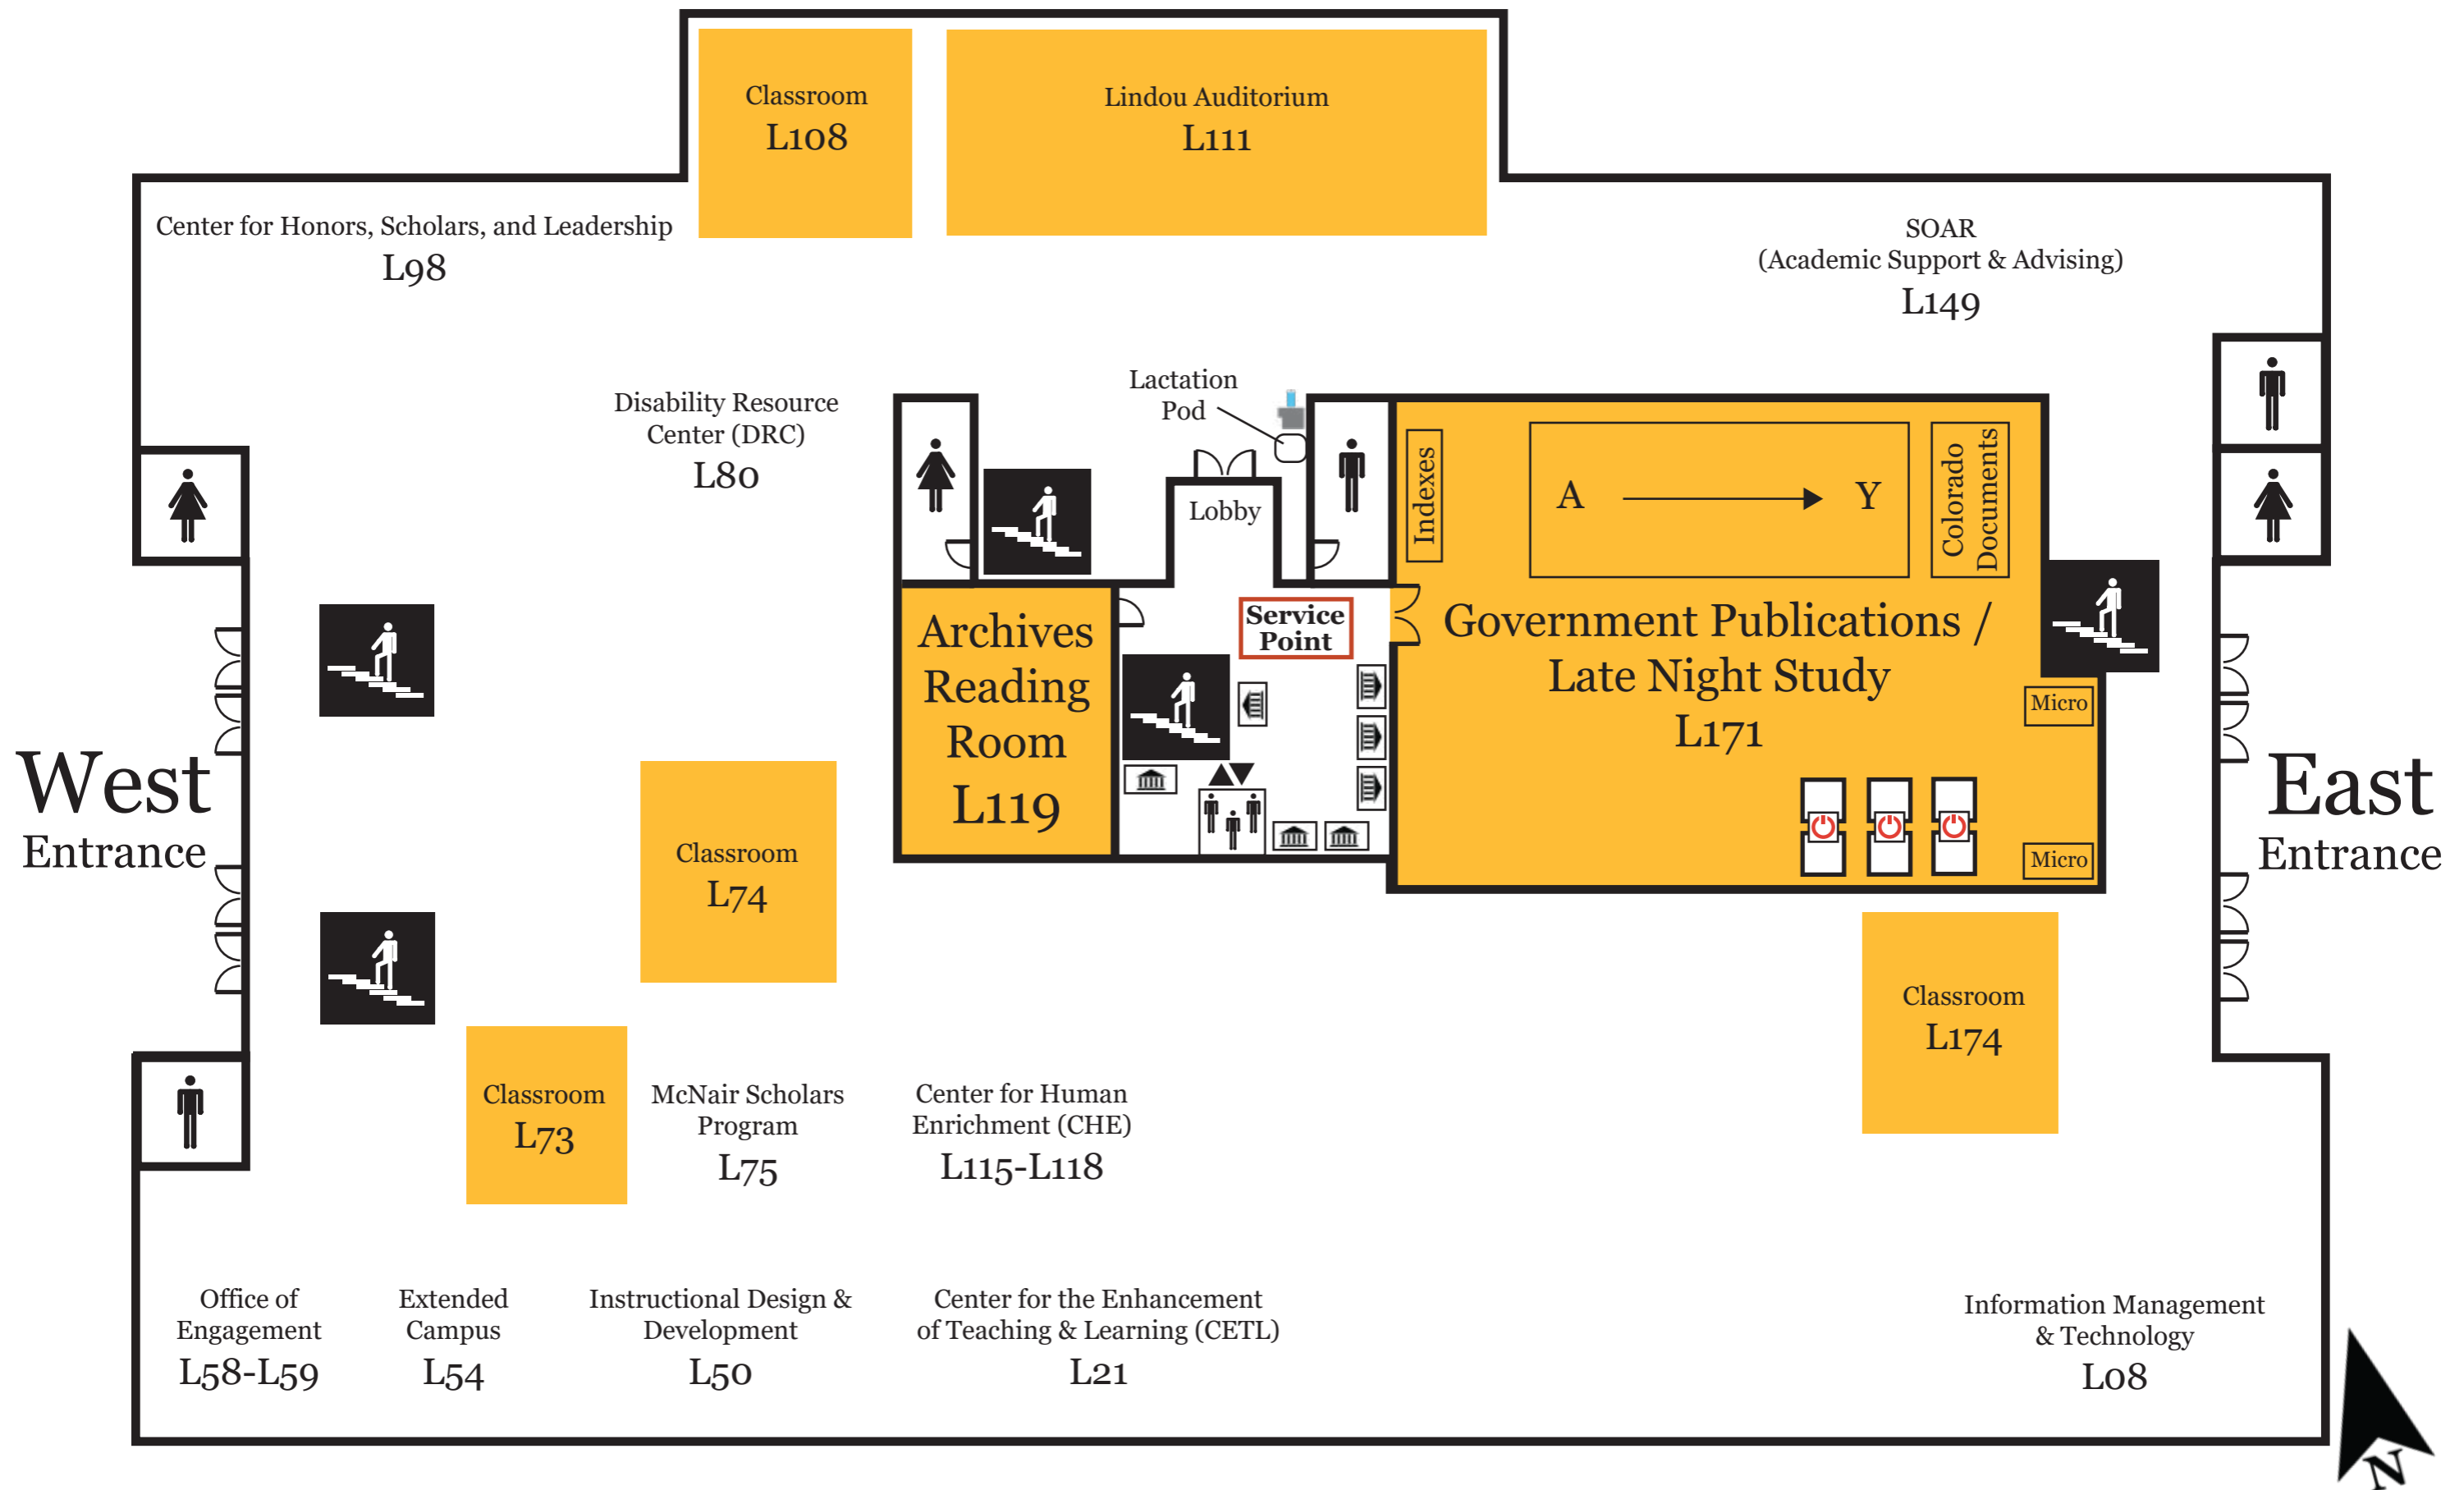 Classroom
L108
Lindou Auditorium
L111
Center for Honors, Scholars, and Leadership
L98
SOAR
(Academic Support & Advising)
L149
Disability Resource
Center (DRC)
L80
Lactation
Pod
Lobby
Indexes
A
Y
Colorado
Documents
Service
Point
Archives
Reading
Room
L119
Government Publications /
Late Night Study
L171
Micro
Micro
West
Entrance
East
Entrance
Classroom
L74
Classroom
L174
Classroom
L73
McNair Scholars
Program
L75
Center for Human
Enrichment (CHE)
L115-L118
Office of
Engagement
L58-L59
Extended
Campus
L54
Instructional Design &
Development
L50
Center for the Enhancement
of Teaching & Learning (CETL)
L21
Information Management
& Technology
L08
N